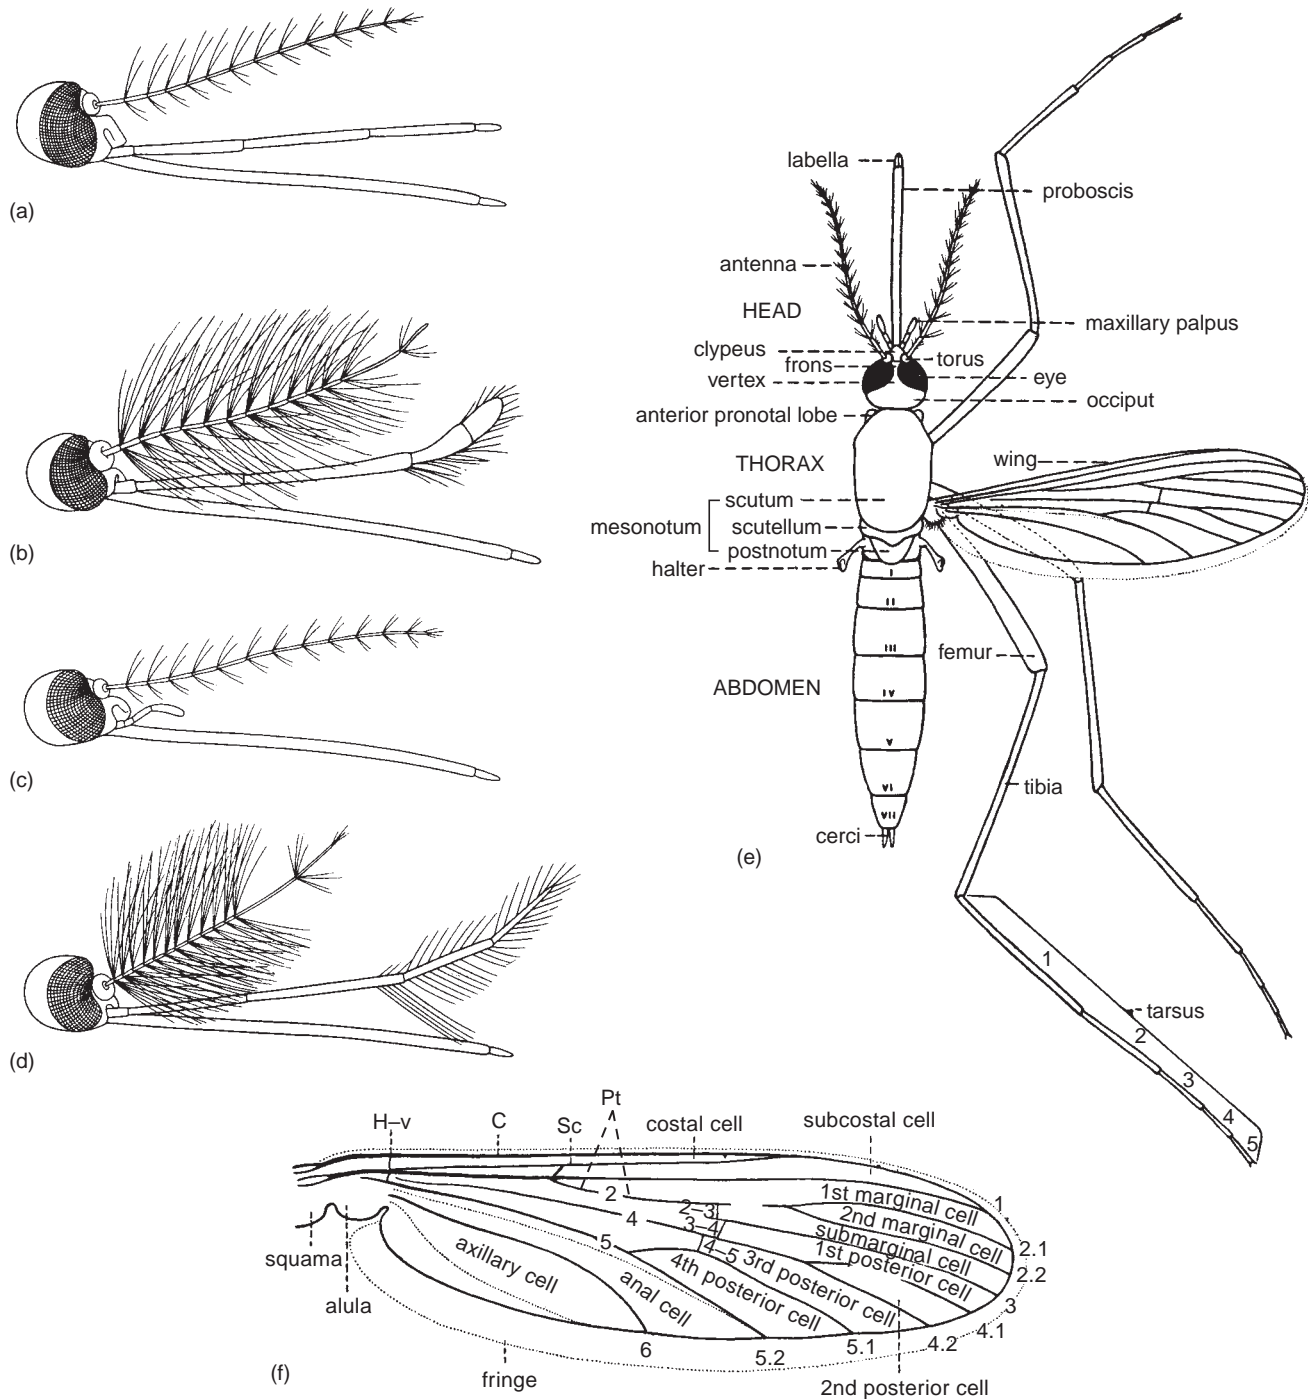 (a)
(b)
(c)
(d)
labella
proboscis
antenna
HEAD
maxillary palpus
clypeus
torus
frons
eye
vertex
occiput
anterior pronotal lobe
THORAX
wing
scutum
mesonotum
scutellum
postnotum
halter
I
II
III
femur
ABDOMEN
IV
V
VI
tibia
VII
cerci
(e)
1
tarsus
2
3
4
5
Pt
H–v
C
Sc
costal cell
subcostal cell
2
1st marginal cell
1
2–3
2nd marginal cell
4
3–4
submarginal cell
2.1
5
4–5
1st posterior cell
2.2
squama
axillary cell
3rd posterior cell
3
alula
anal cell
4th posterior cell
4.1
6
5.2
5.1
4.2
(f)
fringe
2nd posterior cell